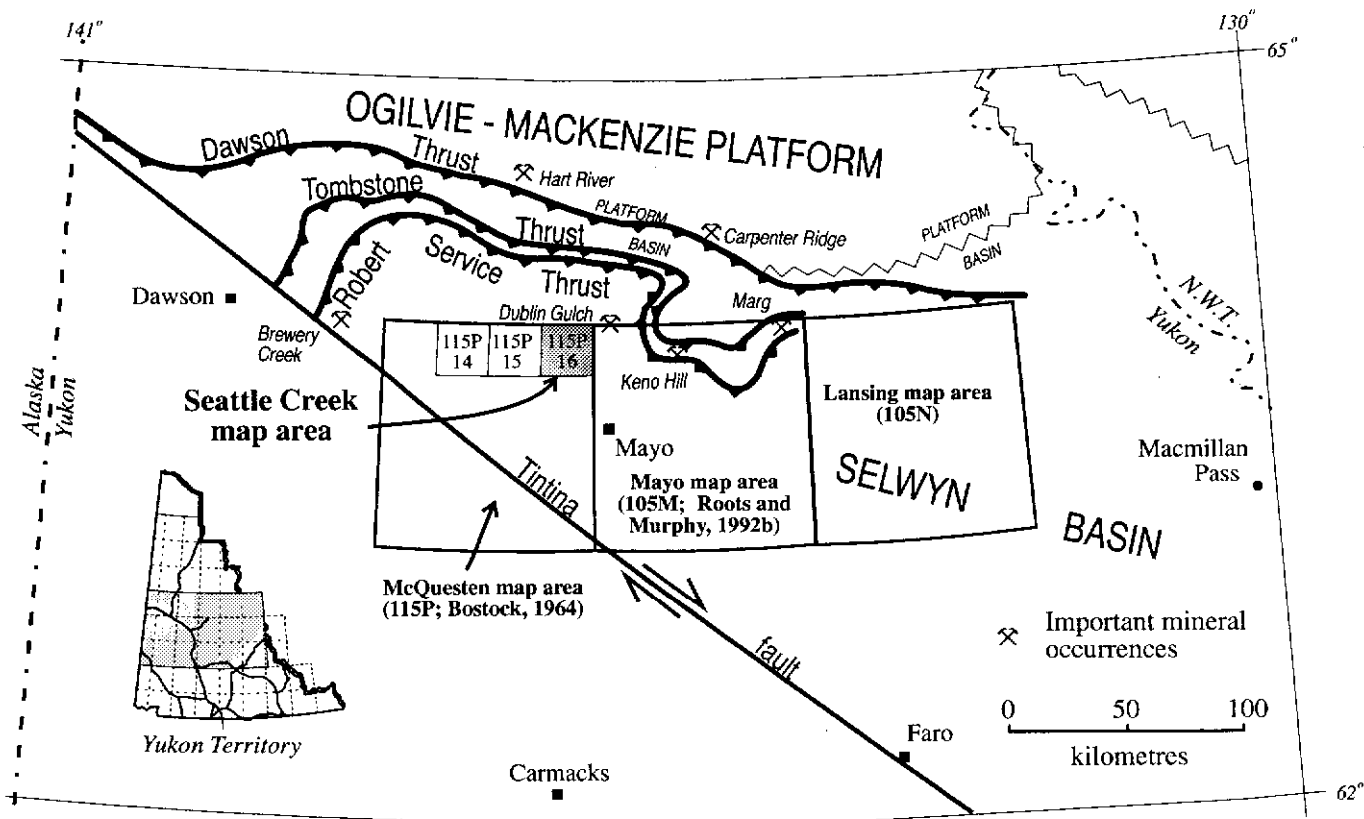 141°
130°
65°
OGILVIE - MACKENZIE PLATFORM
Dawson Thrust
Hart River
Tombstone Thrust
PLATFORM
BASIN
Carpenter Ridge
PLATFORM
BASIN
Robert Service Thrust
N.W.T.
Yukon
Dawson
Dublin Gulch
Marg
Brewery
Creek
115P
14
115P
15
115P
16
Keno Hill
Seattle Creek
map area
Lansing map area
(105N)
Alaska
Yukon
Mayo
Macmillan
Pass
SELWYN
BASIN
Mayo map area
(105M; Roots and
Murphy, 1992b)
Tintina fault
McQuesten map area
(115P; Bostock, 1964)
Important mineral
occurrences
0 50 100
kilometres
Yukon Territory
Faro
Carmacks
62°